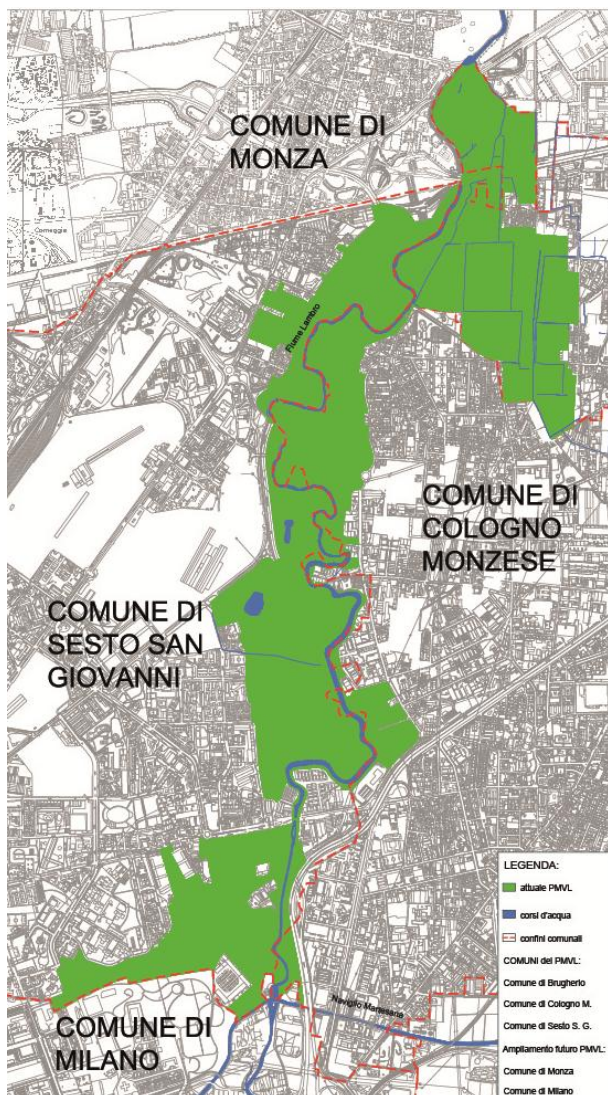 COMUNE DI
MONZA
Fiume Lambro
COMUNE DI
COLOGNO
MONZESE
COMUNE DI
SESTO SAN
GIOVANNI
Naviglio Martesana
COMUNE DI
MILANO
LEGENDA:
attuale PMVL
corsi d'acqua
confini comunali
COMUNI del PMVL:
Comune di Brugherio
Comune di Cologno M.
Comune di Sesto S. G.
Ampliamento futuro PMVL:
Comune di Monza
Comune di Milano